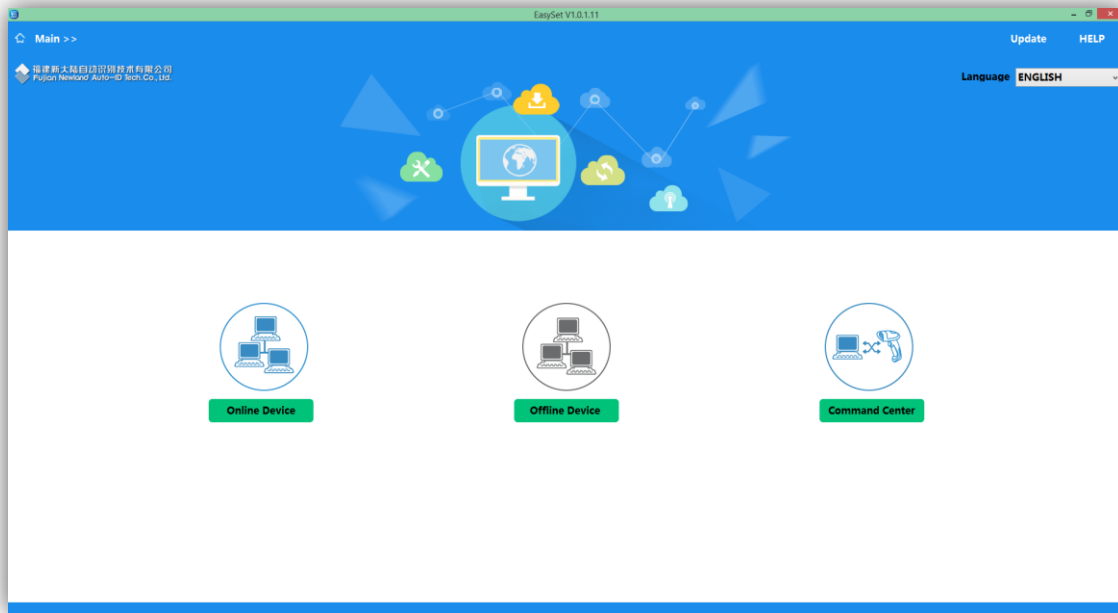 EasySet V1.0.1.11
Main >>
Update
HELP
福建新大陆自动识别技术有限公司
Fujian Newland Auto-ID Tech.Co.,Ltd.
Language
ENGLISH
Online Device
Offline Device
Command Center